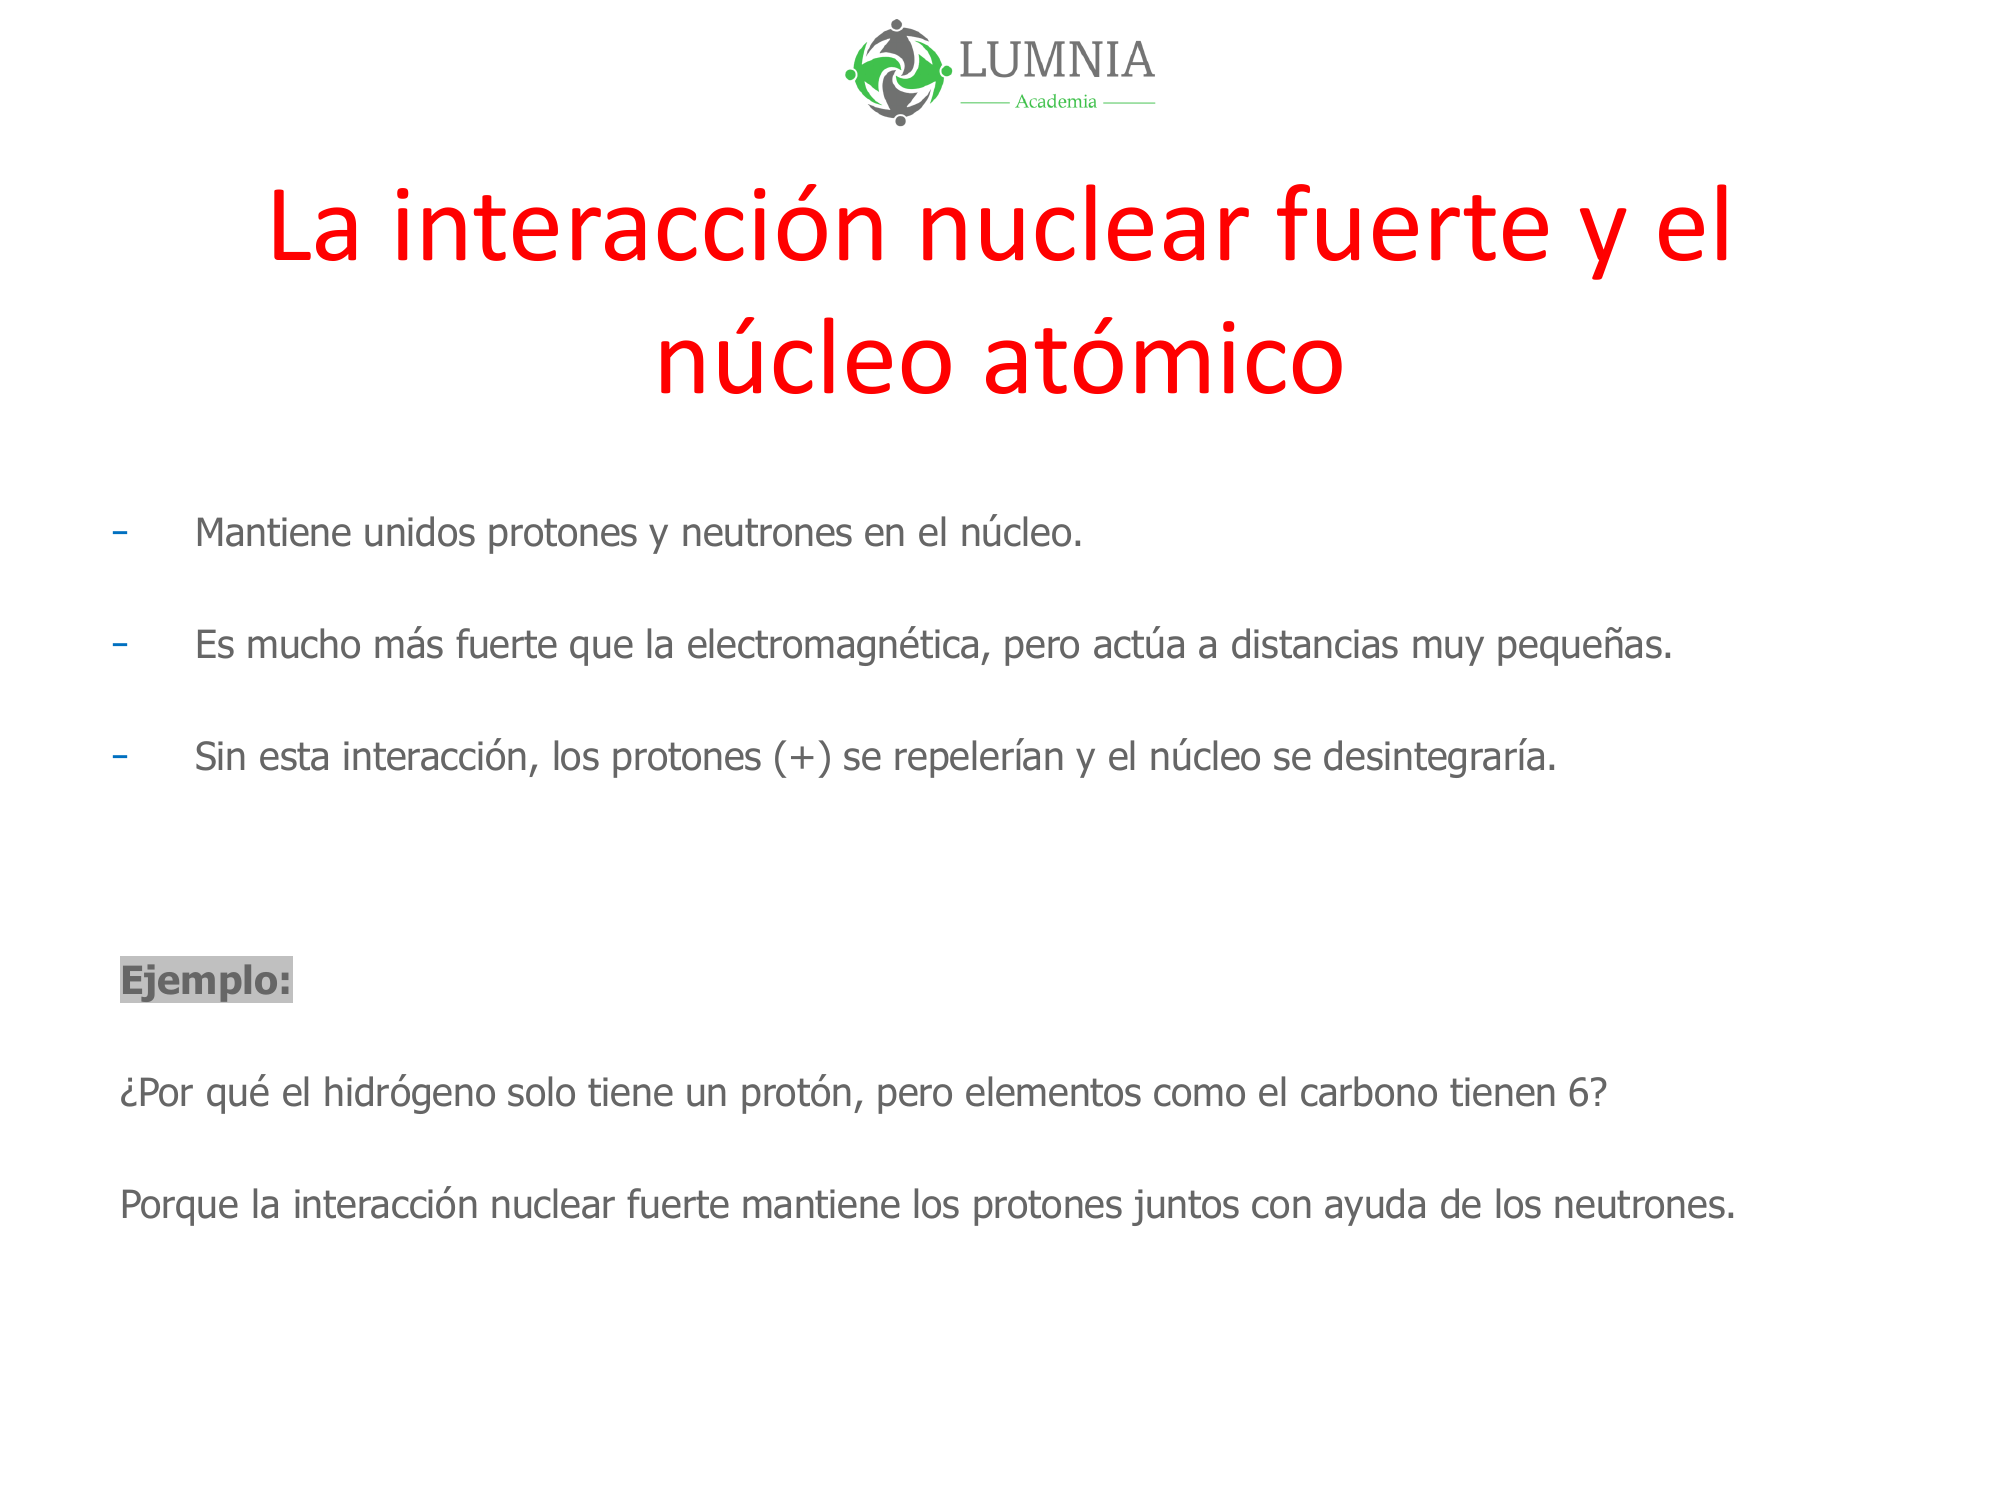 LUMNIA
Academia
La interacción nuclear fuerte y el
núcleo atómico
- Mantiene unidos protones y neutrones en el núcleo.
- Es mucho más fuerte que la electromagnética, pero actúa a distancias muy pequeñas.
- Sin esta interacción, los protones (+) se repelerían y el núcleo se desintegraría.
Ejemplo:
¿Por qué el hidrógeno solo tiene un protón, pero elementos como el carbono tienen 6?
Porque la interacción nuclear fuerte mantiene los protones juntos con ayuda de los neutrones.